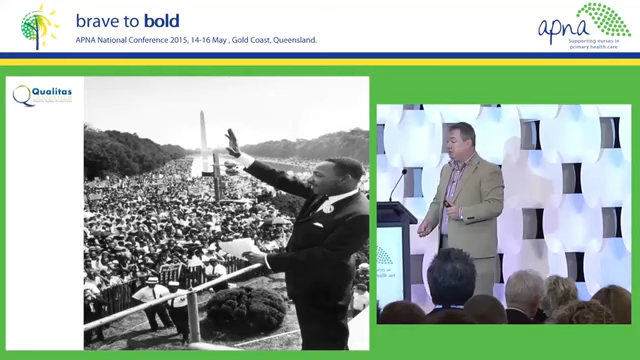 brave to bold
APNA National Conference 2015, 14-16 May , Gold Coast, Queensland.
apna
Supporting nurses in
primary health care
Qualitas
apna